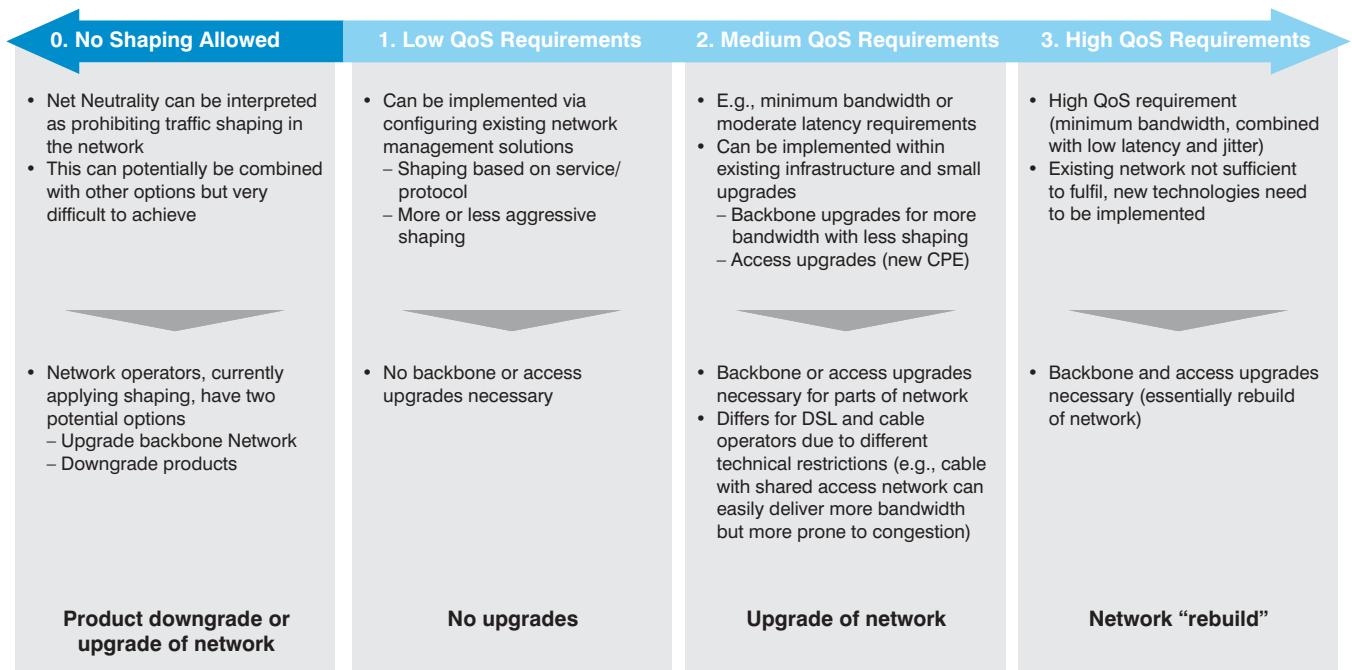 0. No Shaping Allowed
1. Low QoS Requirements
2. Medium QoS Requirements
3. High QoS Requirements
• Net Neutrality can be interpreted
as prohibiting traffic shaping in
the network
• This can potentially be combined
with other options but very
difficult to achieve
• Network operators, currently
applying shaping, have two
potential options
– Upgrade backbone Network
– Downgrade products
Product downgrade or
upgrade of network
• Can be implemented via
configuring existing network
management solutions
– Shaping based on service/
protocol
– More or less aggressive
shaping
• No backbone or access
upgrades necessary
No upgrades
• E.g., minimum bandwidth or
moderate latency requirements
• Can be implemented within
existing infrastructure and small
upgrades
– Backbone upgrades for more
bandwidth with less shaping
– Access upgrades (new CPE)
• Backbone or access upgrades
necessary for parts of network
• Differs for DSL and cable
operators due to different
technical restrictions (e.g., cable
with shared access network can
easily deliver more bandwidth
but more prone to congestion)
Upgrade of network
• High QoS requirement
(minimum bandwidth, combined
with low latency and jitter)
• Existing network not sufficient
to fulfil, new technologies need
to be implemented
• Backbone and access upgrades
necessary (essentially rebuild
of network)
Network “rebuild”